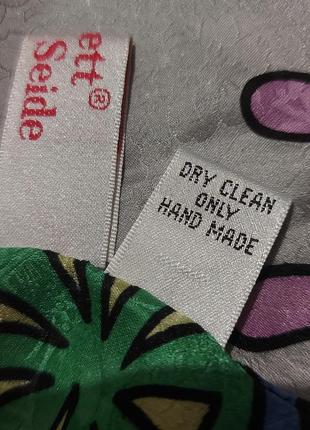 ett®
Seide
DRY CLEAN
ONLY
HAND MADE